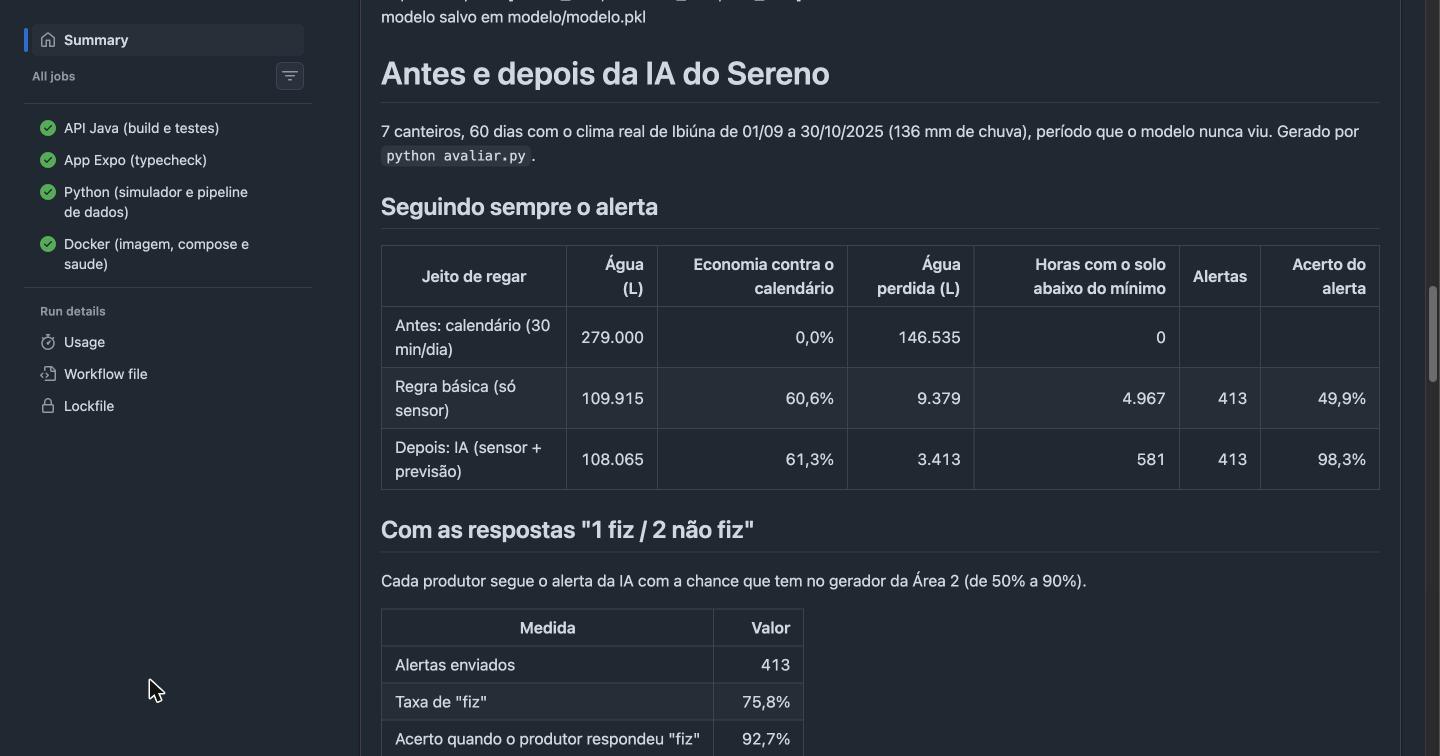 Summary
All jobs
API Java (build e testes)
App Expo (typecheck)
Python (simulador e pipeline
de dados)
Docker (imagem, compose e
saude)
Run details
Usage
Workflow file
Lockfile
modelo salvo em modelo/modelo.pkl
Antes e depois da IA do Sereno
7 canteiros, 60 dias com o clima real de Ibiúna de 01/09 a 30/10/2025 (136 mm de chuva), período que o modelo nunca viu. Gerado por
python avaliar.py.
Seguindo sempre o alerta
Jeito de regar Água (L) Economia contra o calendário Água perdida (L) Horas com o solo abaixo do mínimo Alertas Acerto do alerta
Antes: calendário (30 min/dia) 279.000 0,0% 146.535 0
Regra básica (só sensor) 109.915 60,6% 9.379 4.967 413 49,9%
Depois: IA (sensor + previsão) 108.065 61,3% 3.413 581 413 98,3%
Com as respostas "1 fiz / 2 não fiz"
Cada produtor segue o alerta da IA com a chance que tem no gerador da Área 2 (de 50% a 90%).
Medida Valor
Alertas enviados 413
Taxa de "fiz" 75,8%
Acerto quando o produtor respondeu "fiz" 92,7%